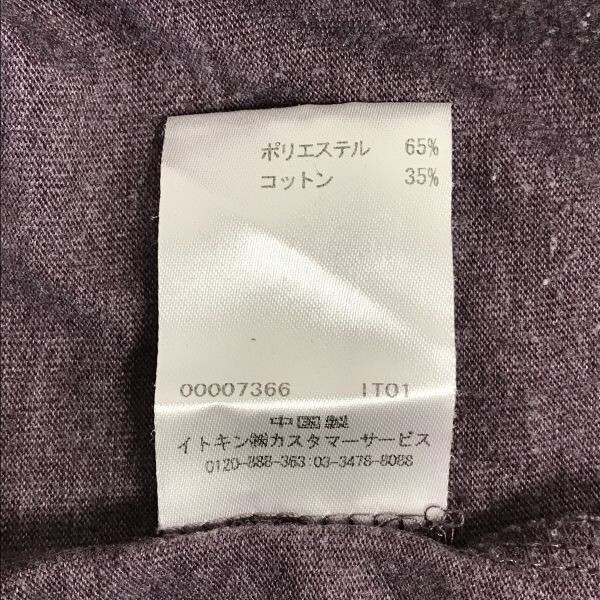 ポリエステル 65%
コットン 35%
00007366 IT01
中国製
イトキン㈱カスタマーサービス
0120-888-363:03-3478-8088